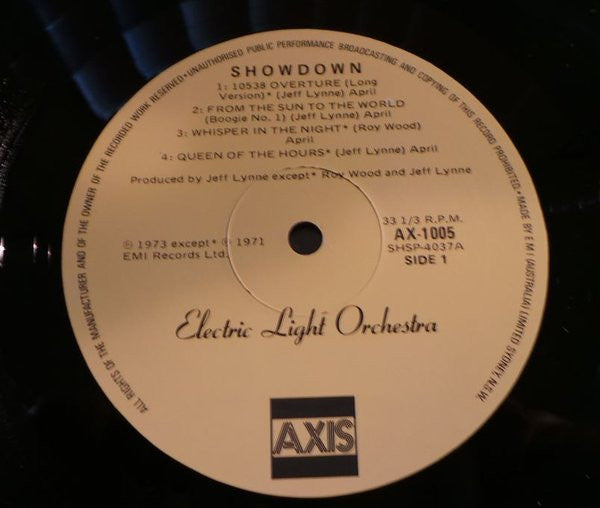 ALL RIGHTS OF THE MANUFACTURER AND OF THE OWNER OF THE RECORDED WORK RESERVED•UNAUTHORISED PUBLIC PERFORMANCE BROADCASTING AND COPYING OF THIS RECORD PROHIBITED•MADE BY E M I (AUSTRALIA) LIMITED SYDNEY, N.S.W.
SHOWDOWN
1: 10538 OVERTURE (Long
Version)* (Jeff Lynne) April
2: FROM THE SUN TO THE WORLD
(Boogie No. 1) (Jeff Lynne) April
3: WHISPER IN THE NIGHT* (Roy Wood)
April
4: QUEEN OF THE HOURS* (Jeff Lynne) April
Produced by Jeff Lynne except* Roy Wood and Jeff Lynne
33 1/3 R.P.M.
AX-1005
SHSP-4037A
SIDE 1
℗ 1973 except* ℗ 1971
EMI Records Ltd.
Electric Light Orchestra
AXIS